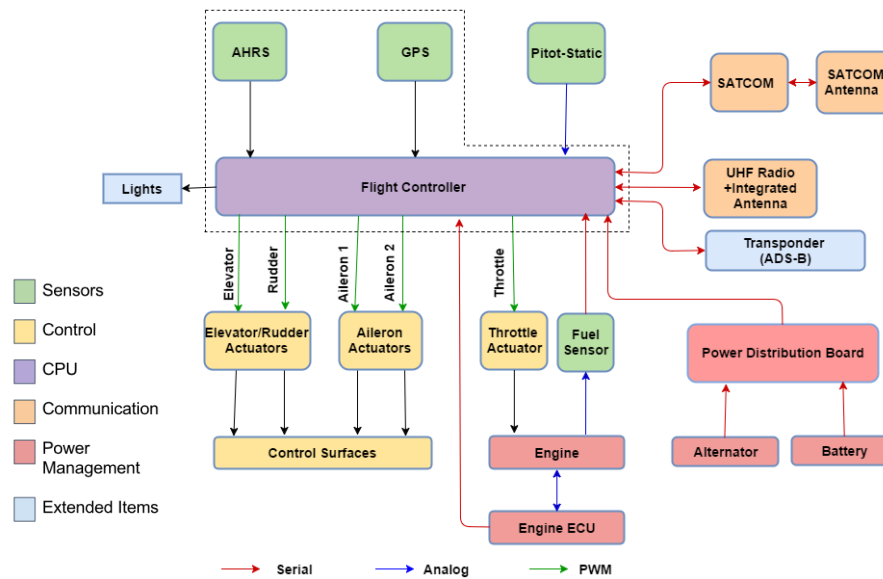 AHRS
GPS
Pitot-Static
SATCOM
SATCOM
Antenna
Lights
Flight Controller
UHF Radio
+Integrated
Antenna
Transponder
(ADS-B)
Elevator
Rudder
Aileron 1
Aileron 2
Throttle
Sensors
Control
CPU
Communication
Power
Management
Extended Items
Elevator/Rudder
Actuators
Aileron
Actuators
Throttle
Actuator
Fuel
Sensor
Power Distribution Board
Control Surfaces
Engine
Alternator
Battery
Engine ECU
Serial
Analog
PWM